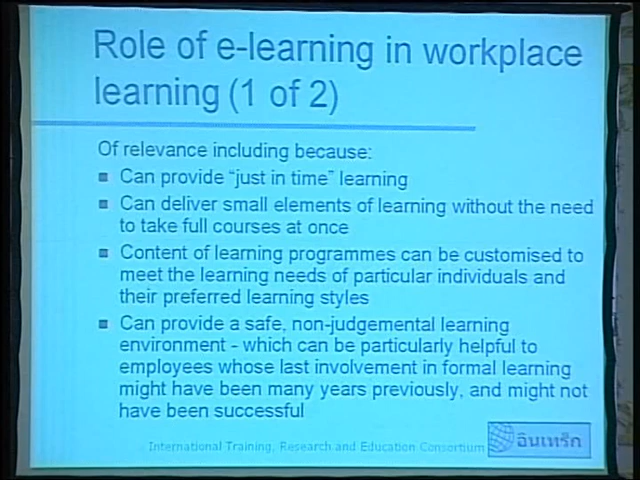 Role of e-learning in workplace
learning (1 of 2)
Of relevance including because:
Can provide "just in time" learning
Can deliver small elements of learning without the need
to take full courses at once
Content of learning programmes can be customised to
meet the learning needs of particular individuals and
their preferred learning styles
Can provide a safe, non-judgemental learning
environment - which can be particularly helpful to
employees whose last involvement in formal learning
might have been many years previously, and might not
have been successful
International Training, Research and Education Consortium
อินเทร็ก